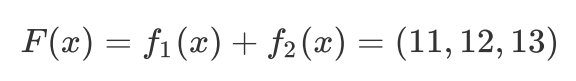 F(x) = f₁(x) + f₂(x) = (11, 12, 13)